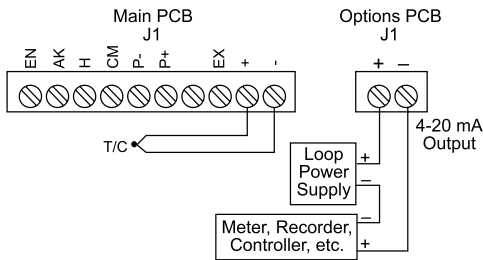 Main PCB
J1
EN AK H CM P- P+ EX + -
T/C
Options PCB
J1
+ -
4-20 mA
Output
Loop
Power
Supply
+
-
Meter, Recorder,
Controller, etc.
-
+